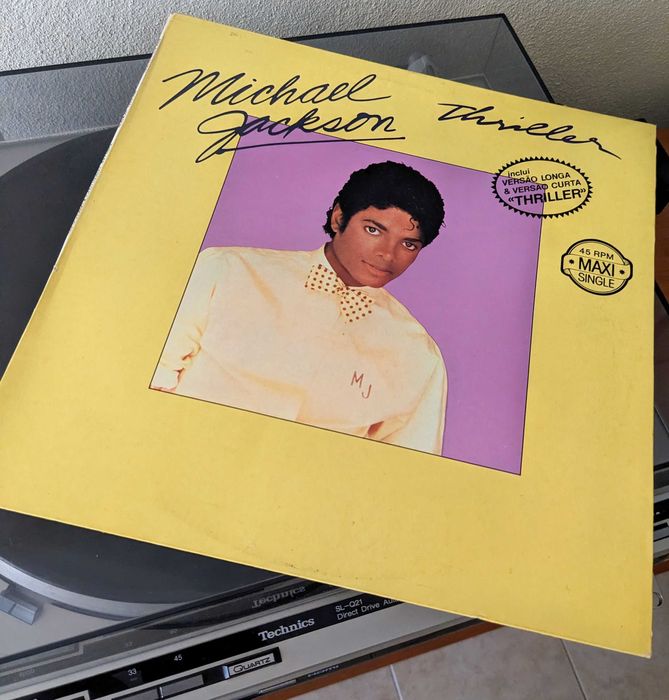 Michael
Jackson
Thriller
inclui
VERSÃO LONGA
& VERSÃO CURTA
«THRILLER»
45 RPM
MAXI
SINGLE
MJ
Technics
SL-Q21
Direct Drive Au
Technics
33
45
QUARTZ